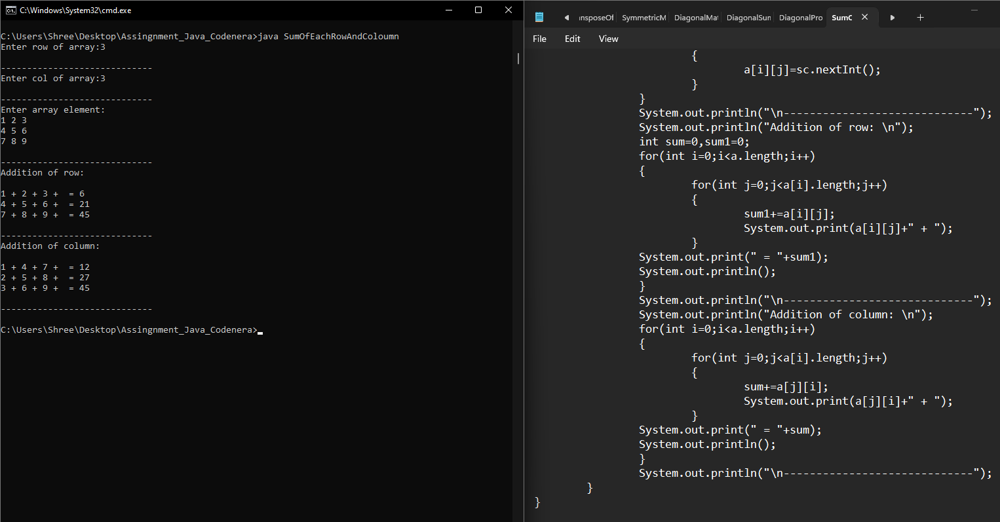 C:\Windows\System32\cmd.exe
C:\Users\Shree\Desktop\Assingnment_Java_Codenera>java SumOfEachRowAndColoumn
Enter row of array:3
-----------------------------
Enter col of array:3
-----------------------------
Enter array element:
1 2 3
4 5 6
7 8 9
-----------------------------
Addition of row:
1 + 2 + 3 +  = 6
4 + 5 + 6 +  = 21
7 + 8 + 9 +  = 45
-----------------------------
Addition of column:
1 + 4 + 7 +  = 12
2 + 5 + 8 +  = 27
3 + 6 + 9 +  = 45
-----------------------------
C:\Users\Shree\Desktop\Assingnment_Java_Codenera>
nsposeOf SymmetricM DiagonalMat DiagonalSum DiagonalPro SumC
File Edit View
{
a[i][j]=sc.nextInt();
}
}
System.out.println("\n-----------------------------");
System.out.println("Addition of row: \n");
int sum=0,sum1=0;
for(int i=0;i<a.length;i++)
{
for(int j=0;j<a[i].length;j++)
{
sum1+=a[i][j];
System.out.print(a[i][j]+" + ");
}
System.out.print(" = "+sum1);
System.out.println();
}
System.out.println("\n-----------------------------");
System.out.println("Addition of column: \n");
for(int i=0;i<a.length;i++)
{
for(int j=0;j<a[i].length;j++)
{
sum+=a[j][i];
System.out.print(a[j][i]+" + ");
}
System.out.print(" = "+sum);
System.out.println();
}
System.out.println("\n-----------------------------");
}
}